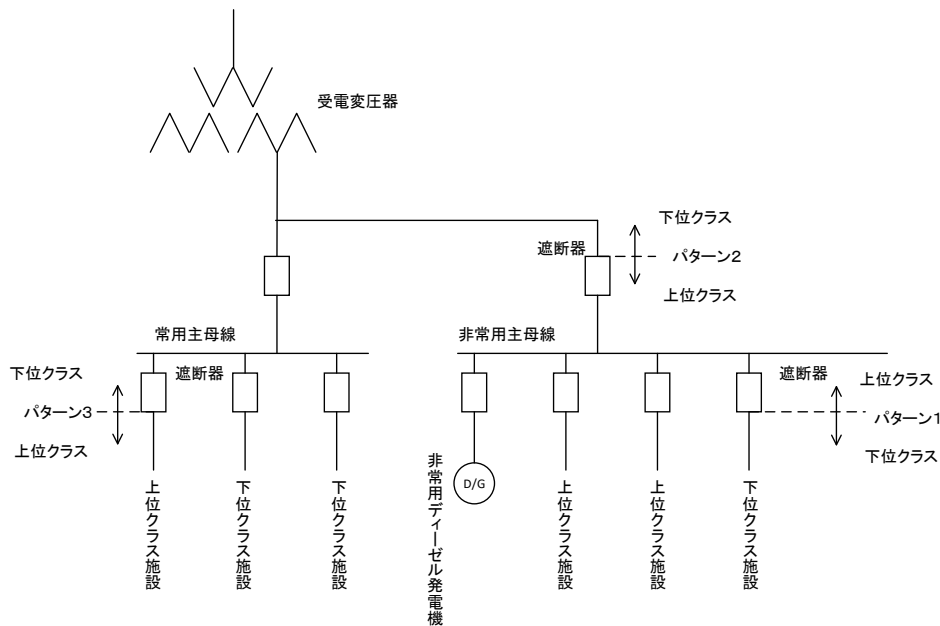 受電変圧器
下位クラス
遮断器
パターン2
上位クラス
常用主母線
非常用主母線
下位クラス
遮断器
パターン3
上位クラス
遮断器
上位クラス
パターン1
下位クラス
上位クラス施設
下位クラス施設
下位クラス施設
非常用ディーゼル発電機
D/G
上位クラス施設
上位クラス施設
下位クラス施設